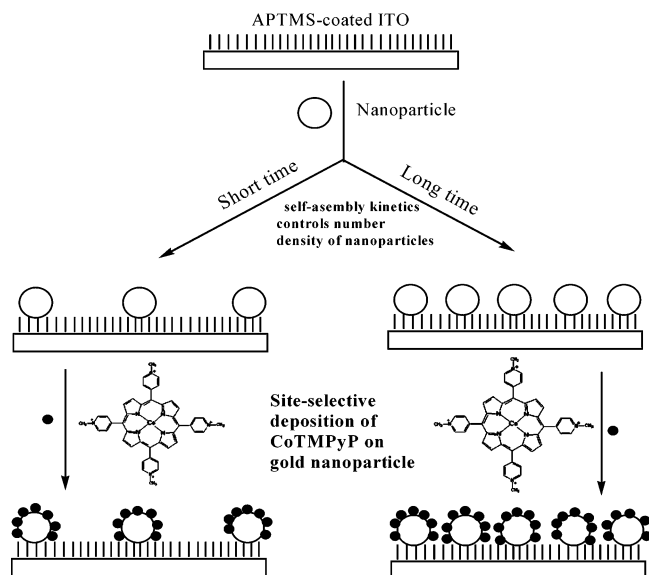 APTMS-coated ITO
Nanoparticle
Short time
Long time
self-asembly kinetics
controls number
density of nanoparticles
Site-selective
deposition of
CoTMPyP on
gold nanoparticle